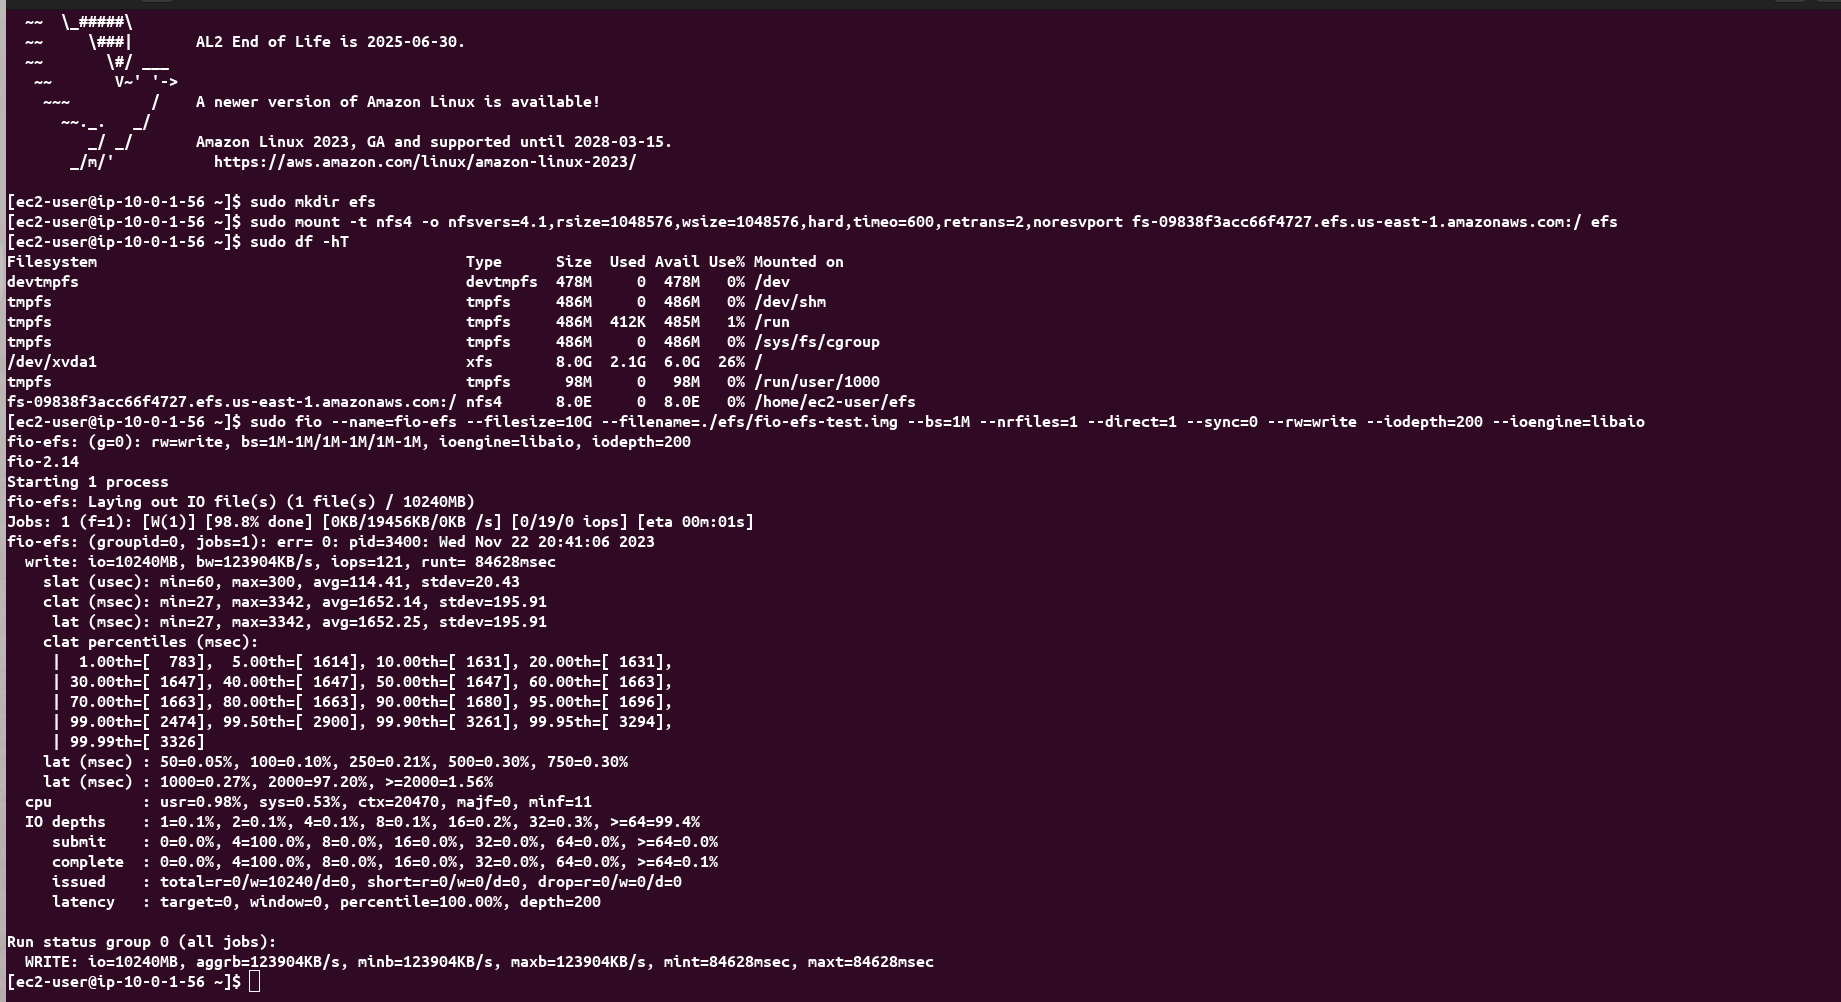 ~~  \_#####\
~~     \###|       AL2 End of Life is 2025-06-30.
~~       \#/ ___
~~       V~' '->
~~~         /    A newer version of Amazon Linux is available!
~~._.   _/
_/ _/       Amazon Linux 2023, GA and supported until 2028-03-15.
_/m/'           https://aws.amazon.com/linux/amazon-linux-2023/
[ec2-user@ip-10-0-1-56 ~]$ sudo mkdir efs
[ec2-user@ip-10-0-1-56 ~]$ sudo mount -t nfs4 -o nfsvers=4.1,rsize=1048576,wsize=1048576,hard,timeo=600,retrans=2,noresvport fs-09838f3acc66f4727.efs.us-east-1.amazonaws.com:/ efs
[ec2-user@ip-10-0-1-56 ~]$ sudo df -hT
Filesystem                                         Type      Size  Used Avail Use% Mounted on
devtmpfs                                           devtmpfs  478M     0  478M   0% /dev
tmpfs                                              tmpfs     486M     0  486M   0% /dev/shm
tmpfs                                              tmpfs     486M  412K  485M   1% /run
tmpfs                                              tmpfs     486M     0  486M   0% /sys/fs/cgroup
/dev/xvda1                                         xfs       8.0G  2.1G  6.0G  26% /
tmpfs                                              tmpfs      98M     0   98M   0% /run/user/1000
fs-09838f3acc66f4727.efs.us-east-1.amazonaws.com:/ nfs4      8.0E     0  8.0E   0% /home/ec2-user/efs
[ec2-user@ip-10-0-1-56 ~]$ sudo fio --name=fio-efs --filesize=10G --filename=./efs/fio-efs-test.img --bs=1M --nrfiles=1 --direct=1 --sync=0 --rw=write --iodepth=200 --ioengine=libaio
fio-efs: (g=0): rw=write, bs=1M-1M/1M-1M/1M-1M, ioengine=libaio, iodepth=200
fio-2.14
Starting 1 process
fio-efs: Laying out IO file(s) (1 file(s) / 10240MB)
Jobs: 1 (f=1): [W(1)] [98.8% done] [0KB/19456KB/0KB /s] [0/19/0 iops] [eta 00m:01s]
fio-efs: (groupid=0, jobs=1): err= 0: pid=3400: Wed Nov 22 20:41:06 2023
  write: io=10240MB, bw=123904KB/s, iops=121, runt= 84628msec
    slat (usec): min=60, max=300, avg=114.41, stdev=20.43
    clat (msec): min=27, max=3342, avg=1652.14, stdev=195.91
     lat (msec): min=27, max=3342, avg=1652.25, stdev=195.91
    clat percentiles (msec):
     |  1.00th=[  783],  5.00th=[ 1614], 10.00th=[ 1631], 20.00th=[ 1631],
     | 30.00th=[ 1647], 40.00th=[ 1647], 50.00th=[ 1647], 60.00th=[ 1663],
     | 70.00th=[ 1663], 80.00th=[ 1663], 90.00th=[ 1680], 95.00th=[ 1696],
     | 99.00th=[ 2474], 99.50th=[ 2900], 99.90th=[ 3261], 99.95th=[ 3294],
     | 99.99th=[ 3326]
    lat (msec) : 50=0.05%, 100=0.10%, 250=0.21%, 500=0.30%, 750=0.30%
    lat (msec) : 1000=0.27%, 2000=97.20%, >=2000=1.56%
  cpu          : usr=0.98%, sys=0.53%, ctx=20470, majf=0, minf=11
  IO depths    : 1=0.1%, 2=0.1%, 4=0.1%, 8=0.1%, 16=0.2%, 32=0.3%, >=64=99.4%
     submit    : 0=0.0%, 4=100.0%, 8=0.0%, 16=0.0%, 32=0.0%, 64=0.0%, >=64=0.0%
     complete  : 0=0.0%, 4=100.0%, 8=0.0%, 16=0.0%, 32=0.0%, 64=0.0%, >=64=0.1%
     issued    : total=r=0/w=10240/d=0, short=r=0/w=0/d=0, drop=r=0/w=0/d=0
     latency   : target=0, window=0, percentile=100.00%, depth=200
Run status group 0 (all jobs):
  WRITE: io=10240MB, aggrb=123904KB/s, minb=123904KB/s, maxb=123904KB/s, mint=84628msec, maxt=84628msec
[ec2-user@ip-10-0-1-56 ~]$